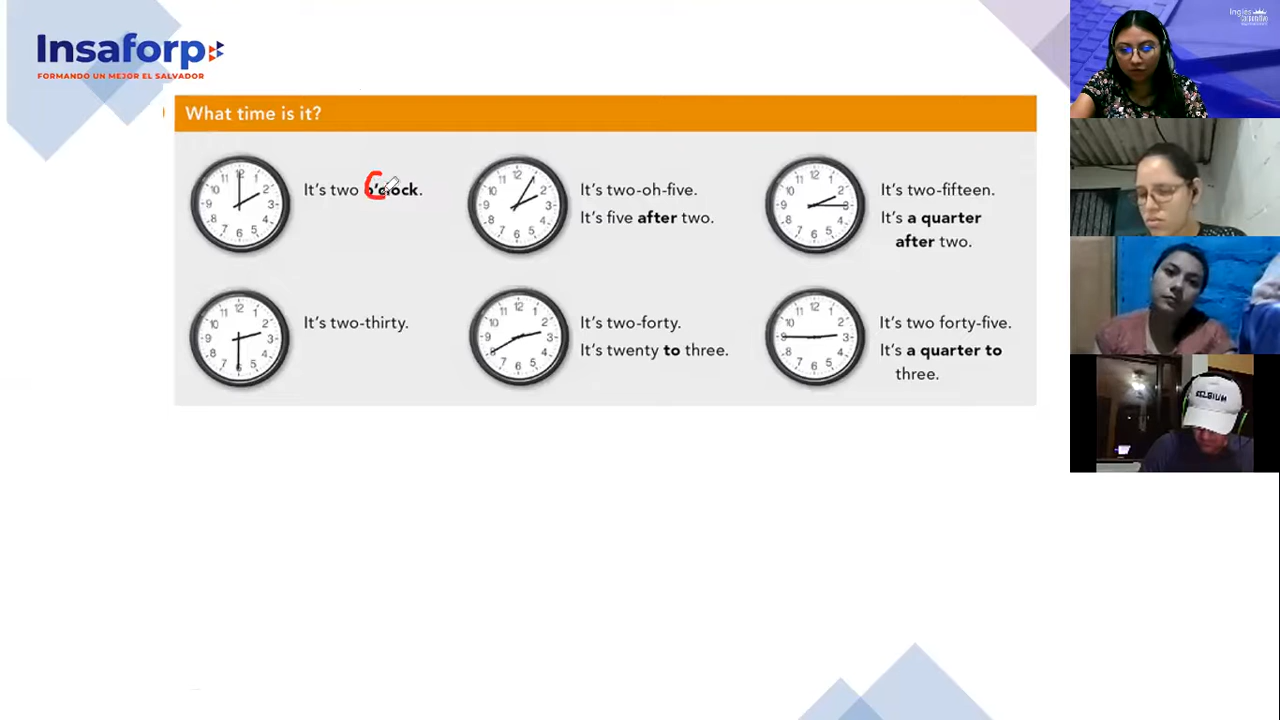 Insaforp
FORMANDO UN MEJOR EL SALVADOR
What time is it?
It's two o'clock.
It's two-oh-five.
It's five after two.
It's two-fifteen.
It's a quarter
after two.
It's two-thirty.
It's two-forty.
It's twenty to three.
It's two forty-five.
It's a quarter to
three.
Inglés
BELGIUM